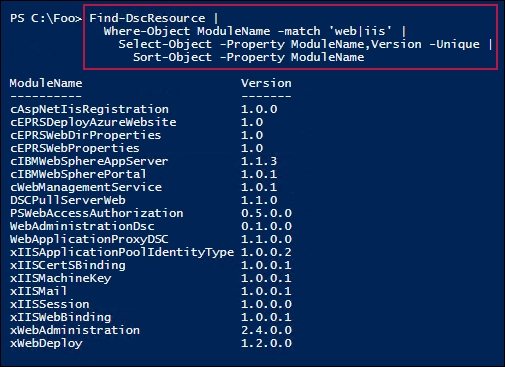 PS C:\Foo> Find-DscResource |
Where-Object ModuleName -match 'web|iis' |
Select-Object -Property ModuleName,Version -Unique |
Sort-Object -Property ModuleName
ModuleName Version
---------- -------
cAspNetIisRegistration 1.0.0
cEPRSDeployAzureWebsite 1.0
cEPRSWebDirProperties 1.0
cEPRSWebProperties 1.0
cIBMWebSphereAppServer 1.1.3
cIBMWebSpherePortal 1.0.1
cWebManagementService 1.0.1
DSCPullServerWeb 1.1.0
PSWebAccessAuthorization 0.5.0.0
WebAdministrationDsc 0.1.0.0
WebApplicationProxyDSC 1.1.0.0
xIISApplicationPoolIdentityType 1.0.0.2
xIISCertSBinding 1.0.0.1
xIISMachineKey 1.0.0.1
xIISMail 1.0.0.1
xIISSession 1.0.0.0
xIISWebBinding 1.0.0.1
xWebAdministration 2.4.0.0
xWebDeploy 1.2.0.0